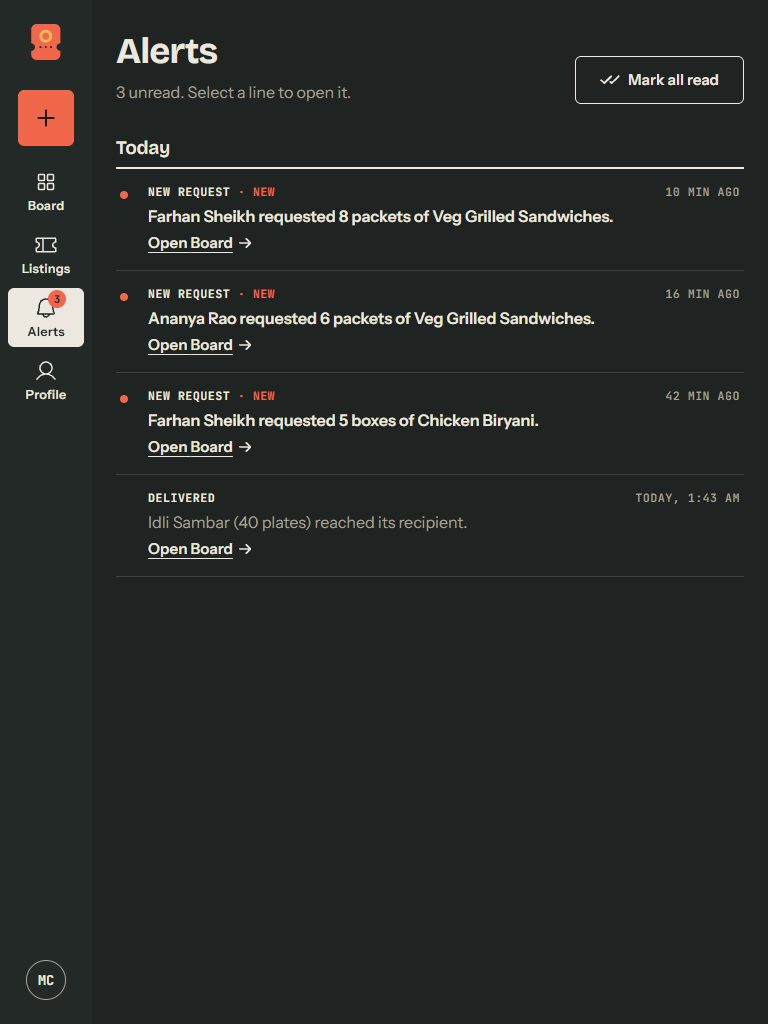 Alerts
3 unread. Select a line to open it.
Mark all read
Board
Listings
3
Alerts
Profile
MC
Today
NEW REQUEST · NEW
10 MIN AGO
Farhan Sheikh requested 8 packets of Veg Grilled Sandwiches.
Open Board →
NEW REQUEST · NEW
16 MIN AGO
Ananya Rao requested 6 packets of Veg Grilled Sandwiches.
Open Board →
NEW REQUEST · NEW
42 MIN AGO
Farhan Sheikh requested 5 boxes of Chicken Biryani.
Open Board →
DELIVERED
TODAY, 1:43 AM
Idli Sambar (40 plates) reached its recipient.
Open Board →